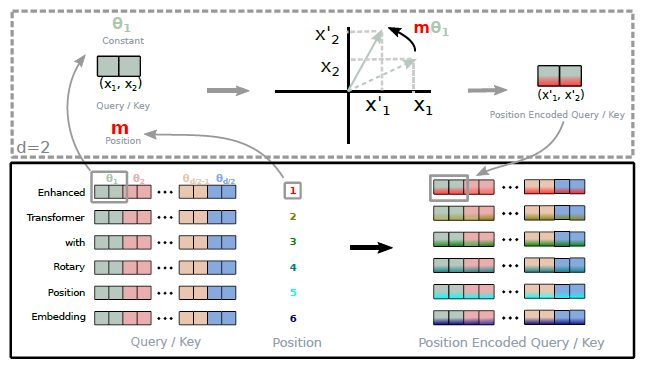 θ1
Constant
(x1, x2)
Query / Key
m
Position
d=2
x'2
x2
x'1
x1
mθ1
(x'1, x'2)
Position Encoded Query / Key
θ1 θ2 ... θd/2-1 θd/2
Enhanced ... 1 ...
Transformer ... 2 ...
with ... 3 ...
Rotary ... 4 ...
Position ... 5 ...
Embedding ... 6 ...
Query / Key
Position
Position Encoded Query / Key